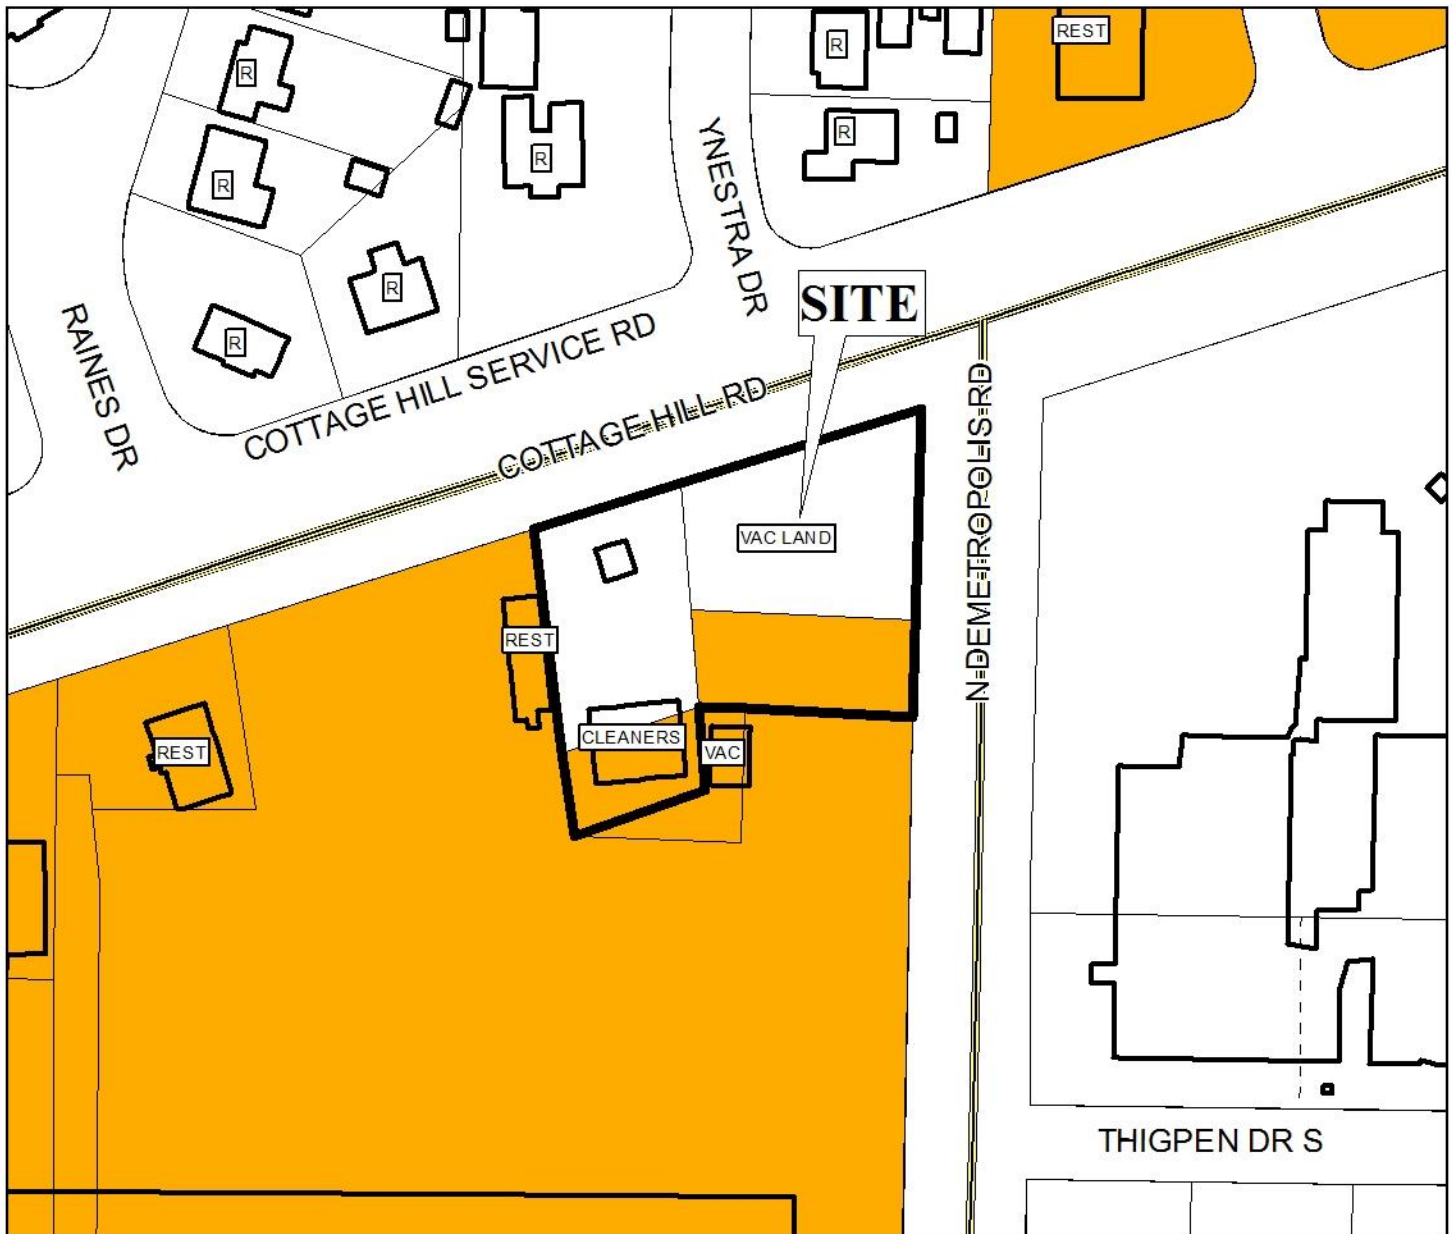 REST
R
R
R
R
R
R
R
YNESTRA DR
SITE
RAINES DR
COTTAGE HILL SERVICE RD
COTTAGE HILL RD
N DEMETROPOLIS RD
VAC LAND
REST
CLEANERS
VAC
REST
THIGPEN DR S